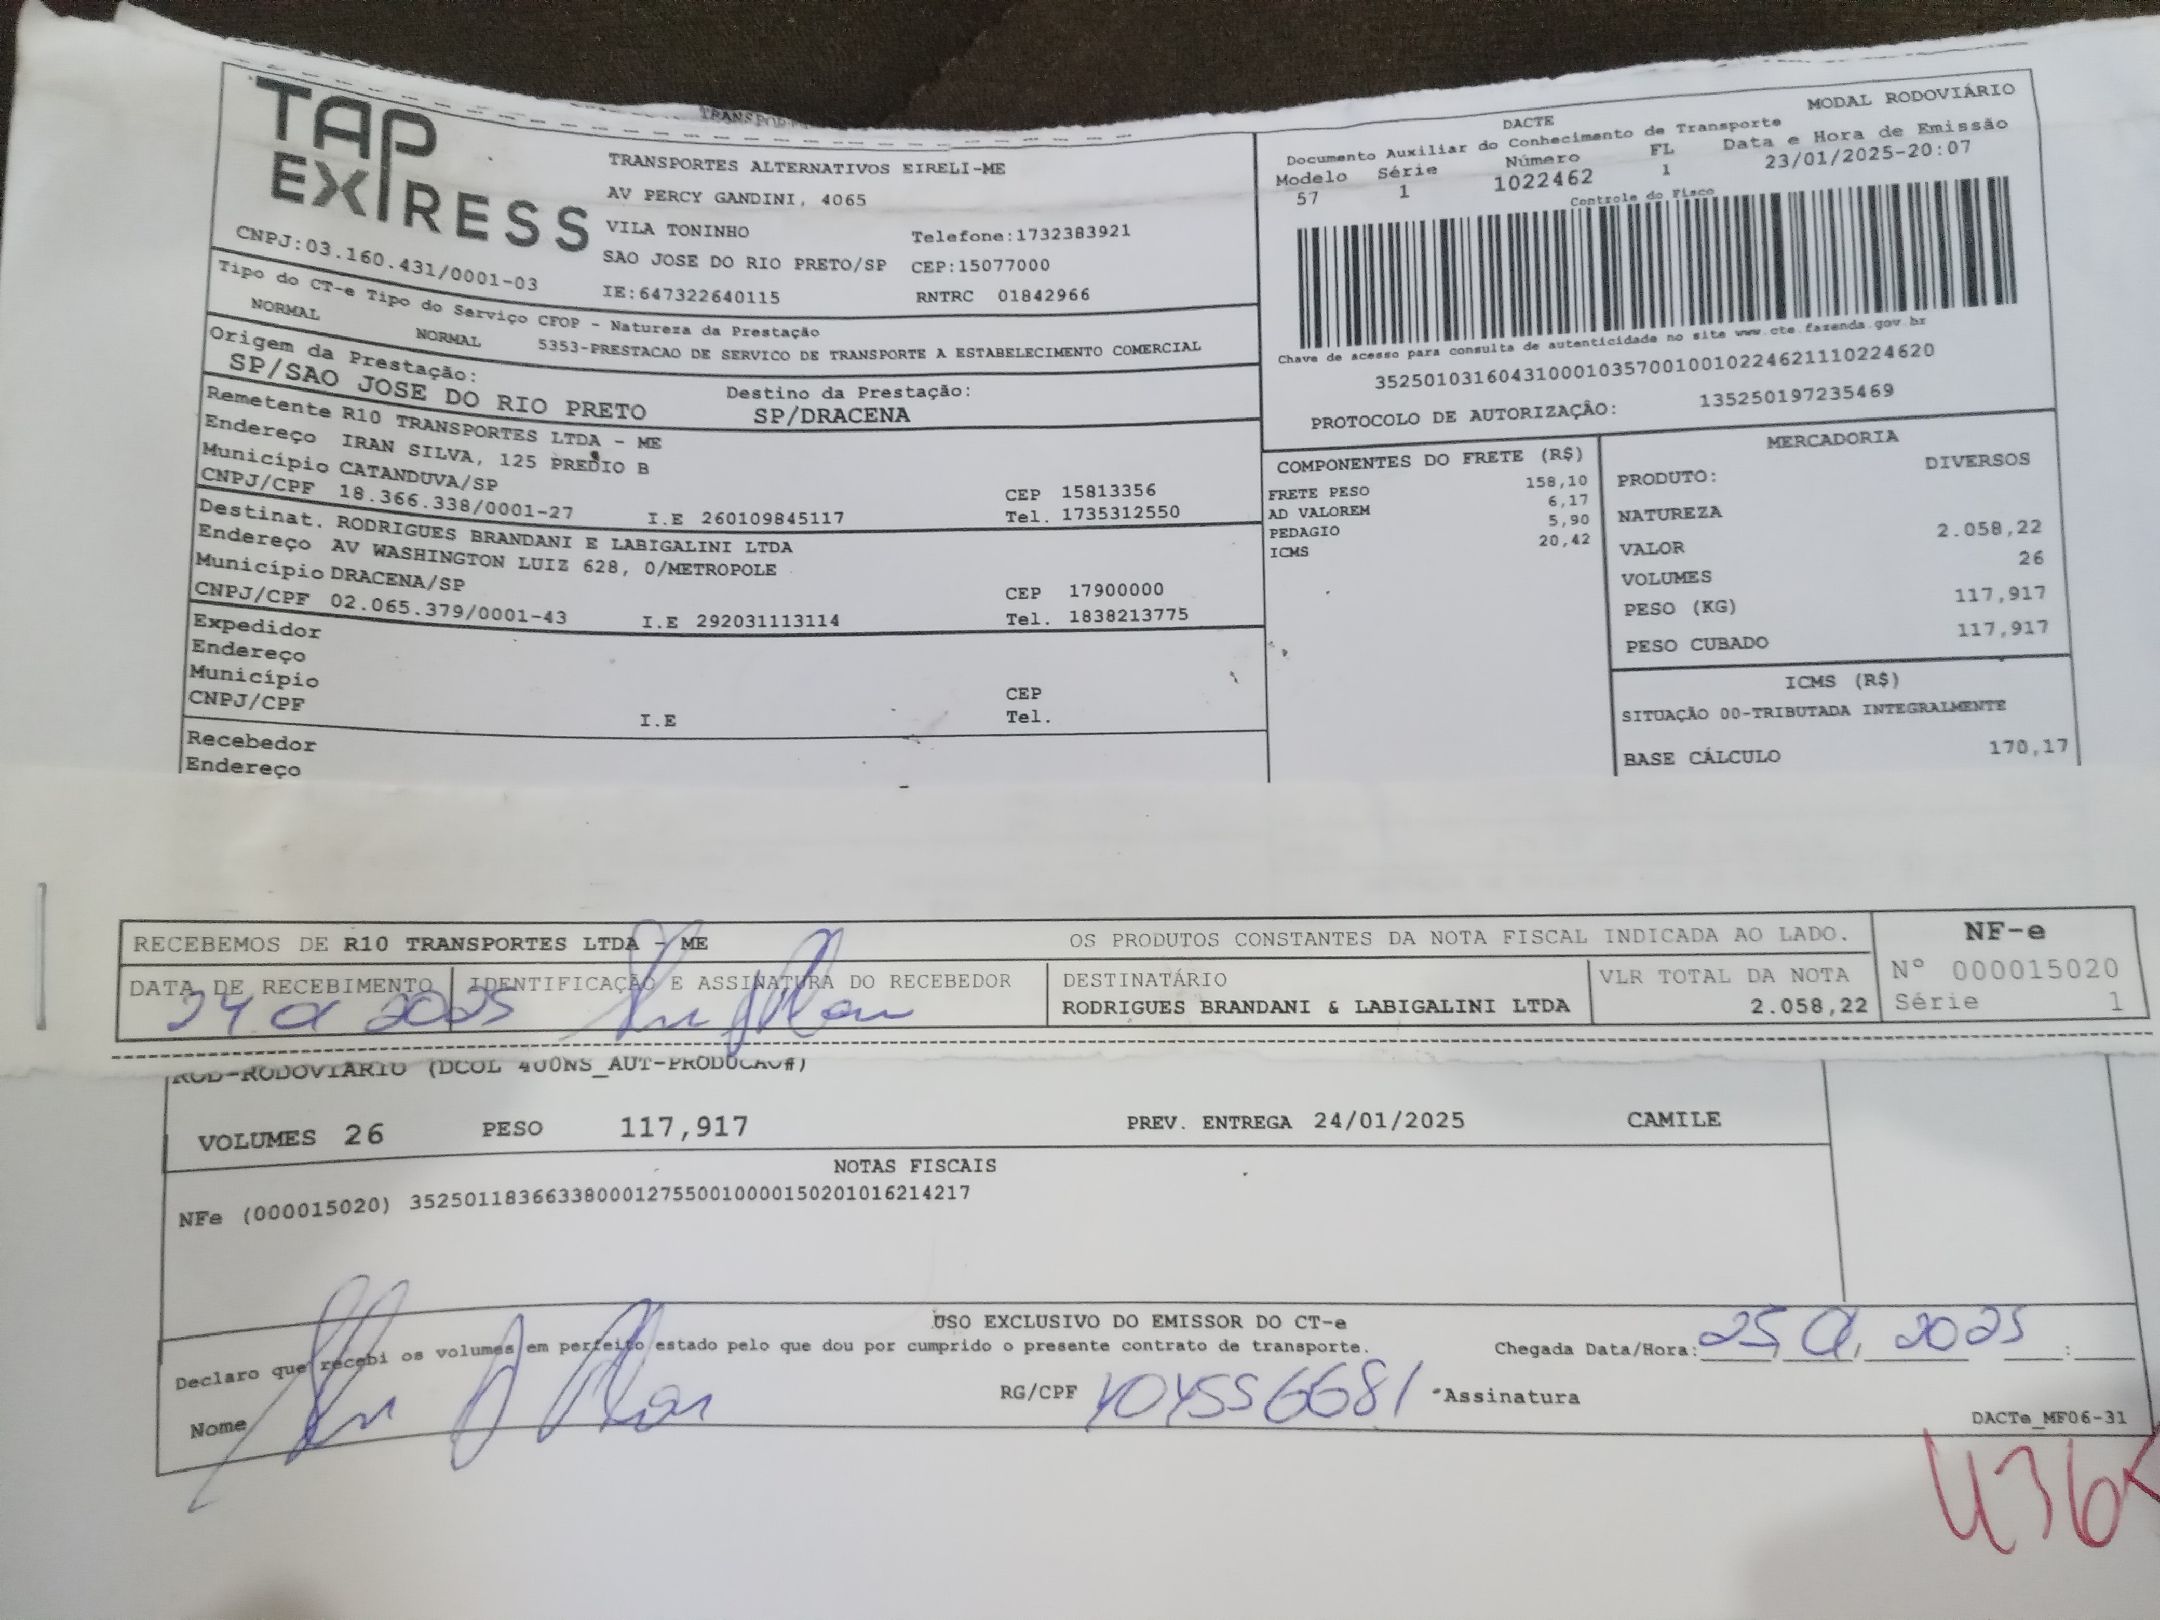 TAP
EXPRESS
CNPJ:03.160.431/0001-03
TRANSPORTES ALTERNATIVOS EIRELI-ME
AV PERCY GANDINI, 4065
VILA TONINHO Telefone:1732383921
SAO JOSE DO RIO PRETO/SP CEP:15077000
IE:647322640115 RNTRC 01842966
DACTE MODAL RODOVIÁRIO
Documento Auxiliar do Conhecimento de Transporte
Modelo Série Número FL Data e Hora de Emissão
57 1 1022462 1 23/01/2025-20:07
Controle do Fisco
Chave de acesso para consulta de autenticidade no site www.cte.fazenda.gov.br
35250103160431000103570010010224621110224620
PROTOCOLO DE AUTORIZAÇÃO: 135250197235469
Tipo do CT-e Tipo do Serviço CFOP - Natureza da Prestação
NORMAL NORMAL 5353-PRESTACAO DE SERVICO DE TRANSPORTE A ESTABELECIMENTO COMERCIAL
Origem da Prestação: Destino da Prestação:
SP/SAO JOSE DO RIO PRETO SP/DRACENA
Remetente R10 TRANSPORTES LTDA - ME
Endereço IRAN SILVA, 125 PREDIO B
Município CATANDUVA/SP CEP 15813356
CNPJ/CPF 18.366.338/0001-27 I.E 260109845117 Tel. 1735312550
Destinat. RODRIGUES BRANDANI E LABIGALINI LTDA
Endereço AV WASHINGTON LUIZ 628, 0/METROPOLE
Município DRACENA/SP CEP 17900000
CNPJ/CPF 02.065.379/0001-43 I.E 292031113114 Tel. 1838213775
Expedidor
Endereço
Município CEP
CNPJ/CPF I.E Tel.
Recebedor
Endereço
COMPONENTES DO FRETE (R$)
FRETE PESO 158,10
AD VALOREM 6,17
PEDAGIO 5,90
ICMS 20,42
MERCADORIA
PRODUTO: DIVERSOS
NATUREZA
VALOR 2.058,22
VOLUMES 26
PESO (KG) 117,917
PESO CUBADO 117,917
ICMS (R$)
SITUAÇÃO 00-TRIBUTADA INTEGRALMENTE
BASE CÁLCULO 170,17
RECEBEMOS DE R10 TRANSPORTES LTDA - ME OS PRODUTOS CONSTANTES DA NOTA FISCAL INDICADA AO LADO.
NF-e
Nº 000015020
Série 1
DATA DE RECEBIMENTO IDENTIFICAÇÃO E ASSINATURA DO RECEBEDOR DESTINATÁRIO VLR TOTAL DA NOTA
24 01 2025 RODRIGUES BRANDANI & LABIGALINI LTDA 2.058,22
ROD-RODOVIARIO (DCOL 400NS_AUT-PRODUCAO#)
VOLUMES 26 PESO 117,917 PREV. ENTREGA 24/01/2025 CAMILE
NOTAS FISCAIS
NFe (000015020) 35250118366338000127550010000150201016214217
USO EXCLUSIVO DO EMISSOR DO CT-e
Declaro que recebi os volumes em perfeito estado pelo que dou por cumprido o presente contrato de transporte. Chegada Data/Hora: 25 01 2025 :
Nome RG/CPF 404556681 Assinatura
DACTe_MF06-31